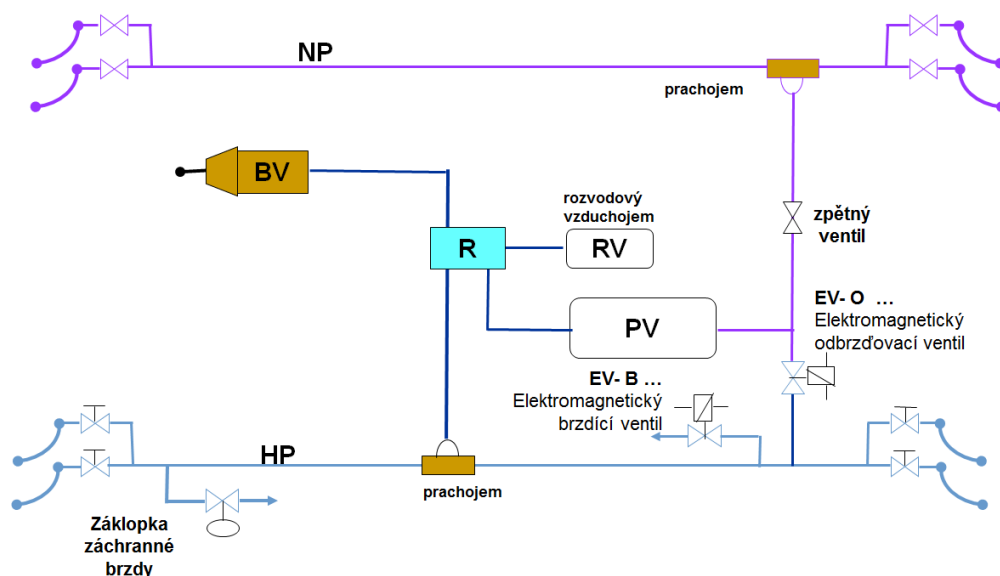 NP
prachojem
BV
rozvodový
vzduchojem
R
RV
zpětný
ventil
EV- O ...
Elektromagnetický
odbrzďovací ventil
PV
EV- B ...
Elektromagnetický
brzdící ventil
HP
prachojem
Záklopka
záchranné
brzdy